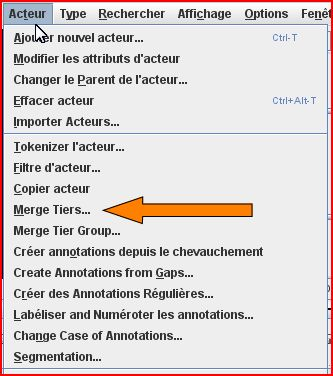 Acteur Type Rechercher Affichage Options Fenêt
Ajouter nouvel acteur... Ctrl-T
Modifier les attributs d'acteur
Changer le Parent de l'acteur...
Effacer acteur Ctrl+Alt-T
Importer Acteurs...
Tokenizer l'acteur...
Filtre d'acteur...
Copier acteur
Merge Tiers...
Merge Tier Group...
Créer annotations depuis le chevauchement
Create Annotations from Gaps...
Créer des Annotations Régulières...
Labéliser and Numéroter les annotations...
Change Case of Annotations...
Segmentation...